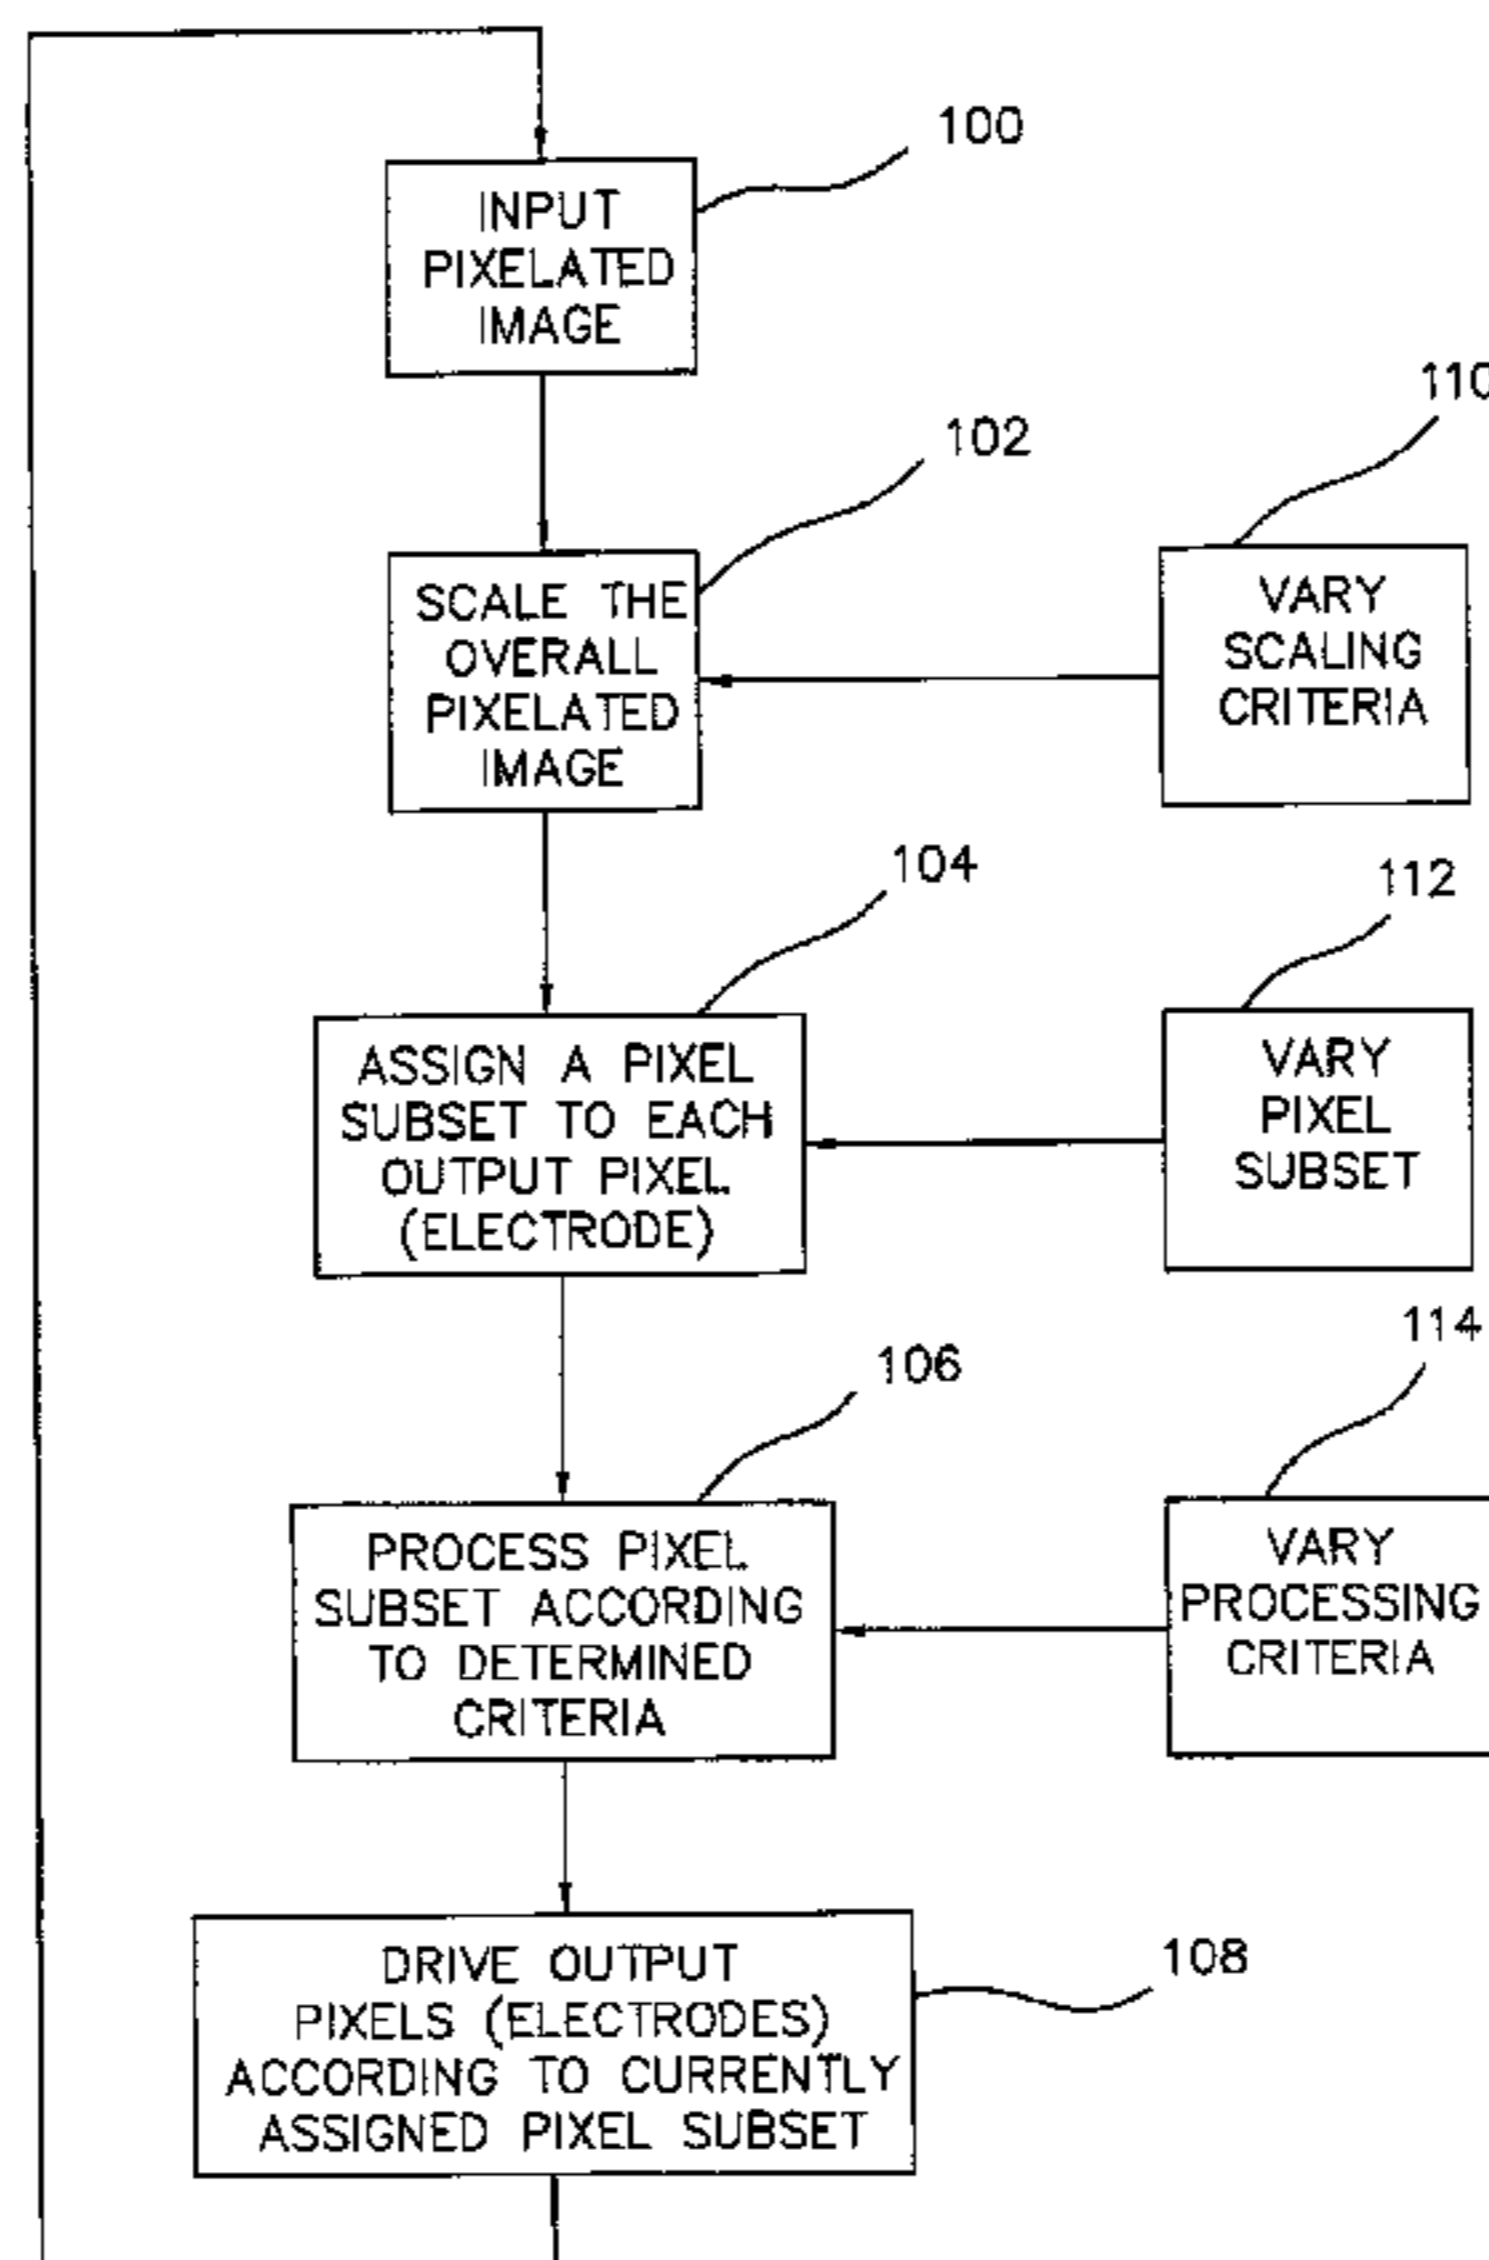 100
INPUT
PIXELATED
IMAGE
110
102
SCALE THE
OVERALL
PIXELATED
IMAGE
VARY
SCALING
CRITERIA
104
112
ASSIGN A PIXEL
SUBSET TO EACH
OUTPUT PIXEL
(ELECTRODE)
VARY
PIXEL
SUBSET
114
106
PROCESS PIXEL
SUBSET ACCORDING
TO DETERMINED
CRITERIA
VARY
PROCESSING
CRITERIA
108
DRIVE OUTPUT
PIXELS (ELECTRODES)
ACCORDING TO CURRENTLY
ASSIGNED PIXEL SUBSET